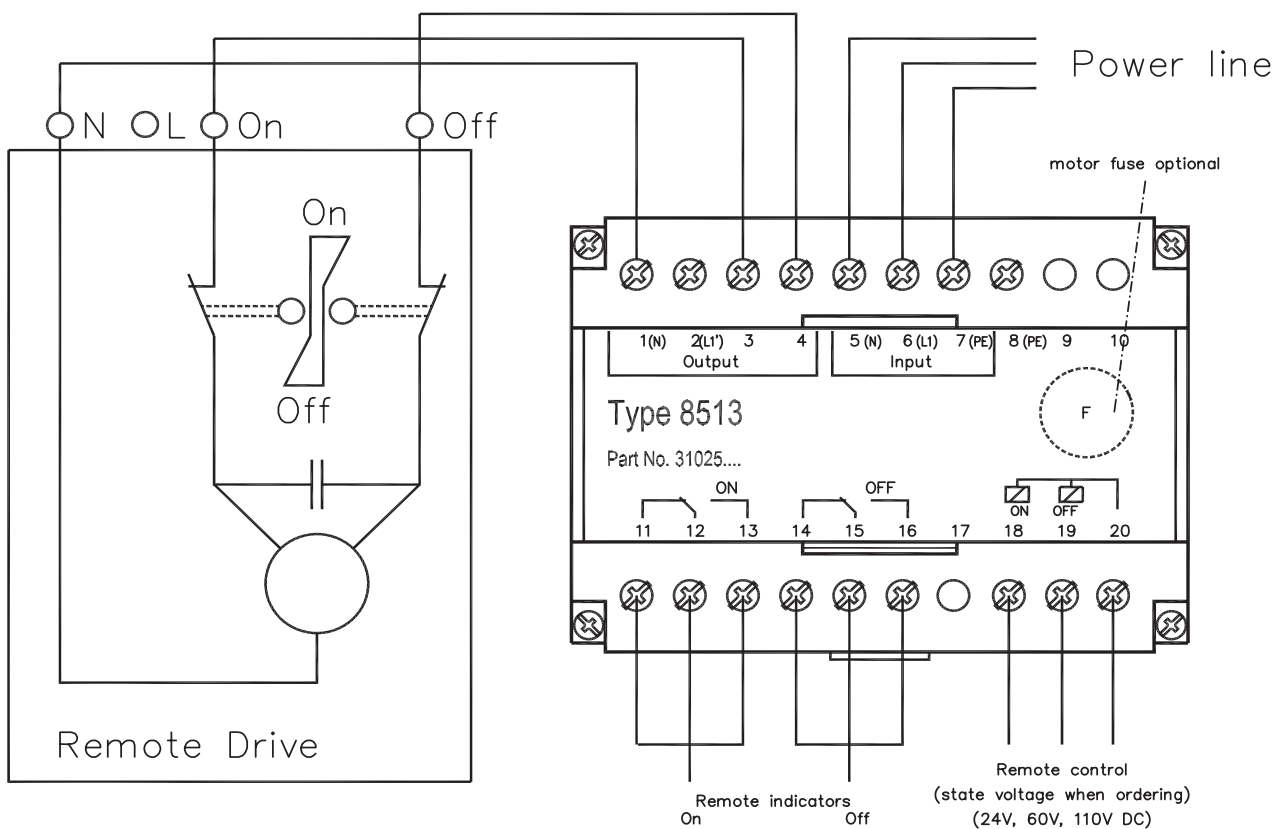 Power line
N L On Off
motor fuse optional
On
Off
1(N) 2(L1') 3 4 5 (N) 6 (L1) 7 (PE) 8 (PE) 9 10
Output Input
Type 8513
F
Part No. 31025....
ON OFF
ON OFF
11 12 13 14 15 16 17 18 19 20
Remote Drive
Remote indicators
On Off
Remote control
(state voltage when ordering)
(24V, 60V, 110V DC)